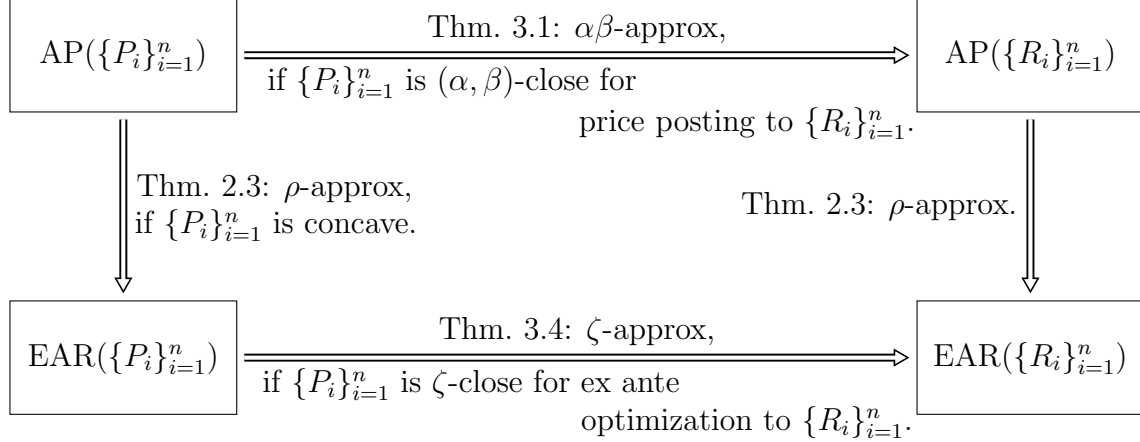 AP({P_i}_{i=1}^n)
Thm. 3.1: αβ-approx,
AP({R_i}_{i=1}^n)
if {P_i}_{i=1}^n is (α, β)-close for
price posting to {R_i}_{i=1}^n.
Thm. 2.3: ρ-approx,
if {P_i}_{i=1}^n is concave.
Thm. 2.3: ρ-approx.
EAR({P_i}_{i=1}^n)
Thm. 3.4: ζ-approx,
EAR({R_i}_{i=1}^n)
if {P_i}_{i=1}^n is ζ-close for ex ante
optimization to {R_i}_{i=1}^n.